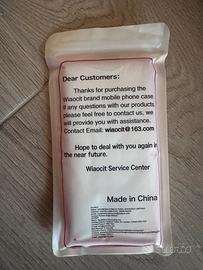 Dear Customers:
Thanks for purchasing the
Wiaocit brand mobile phone case.
If any questions with our products,
please feel free to contact us, we
will provide you with assistance.
Contact Email: wiaocit@163.com
Hope to deal with you again in
the near future.
Wiaocit Service Center
Made in China